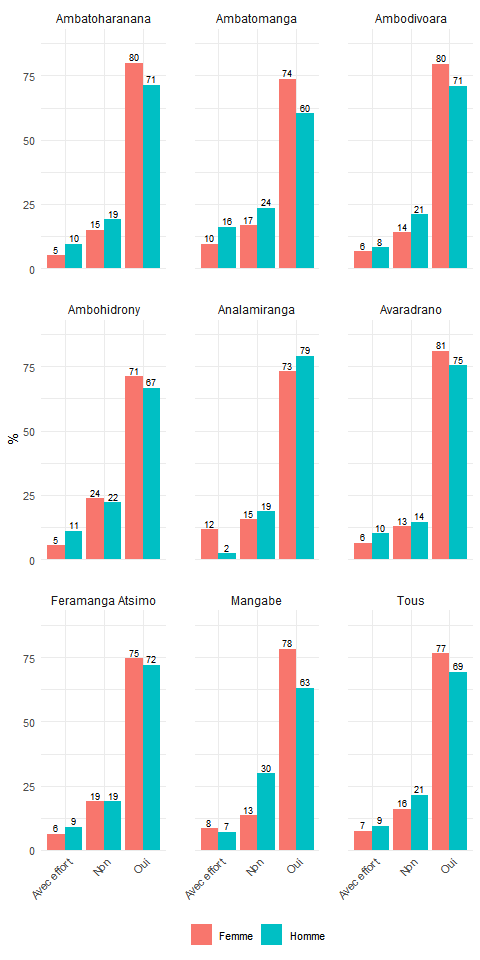 Ambatoharanana Ambatomanga Ambodivoara
80 74 80
71 60 71
75
50
25
0
5 10 15 19
10 16 17 24
6 8 14 21
Ambohidrony Analamiranga Avaradrano
71 67
73 79
81 75
75
50
25
0
5 11 24 22
12 2 15 19
6 10 13 14
%
Feramanga Atsimo Mangabe Tous
75 72
78 63
77 69
75
50
25
0
6 9 19 19
8 7 13 30
7 9 16 21
Avec effort Non Oui Avec effort Non Oui Avec effort Non Oui
Femme Homme